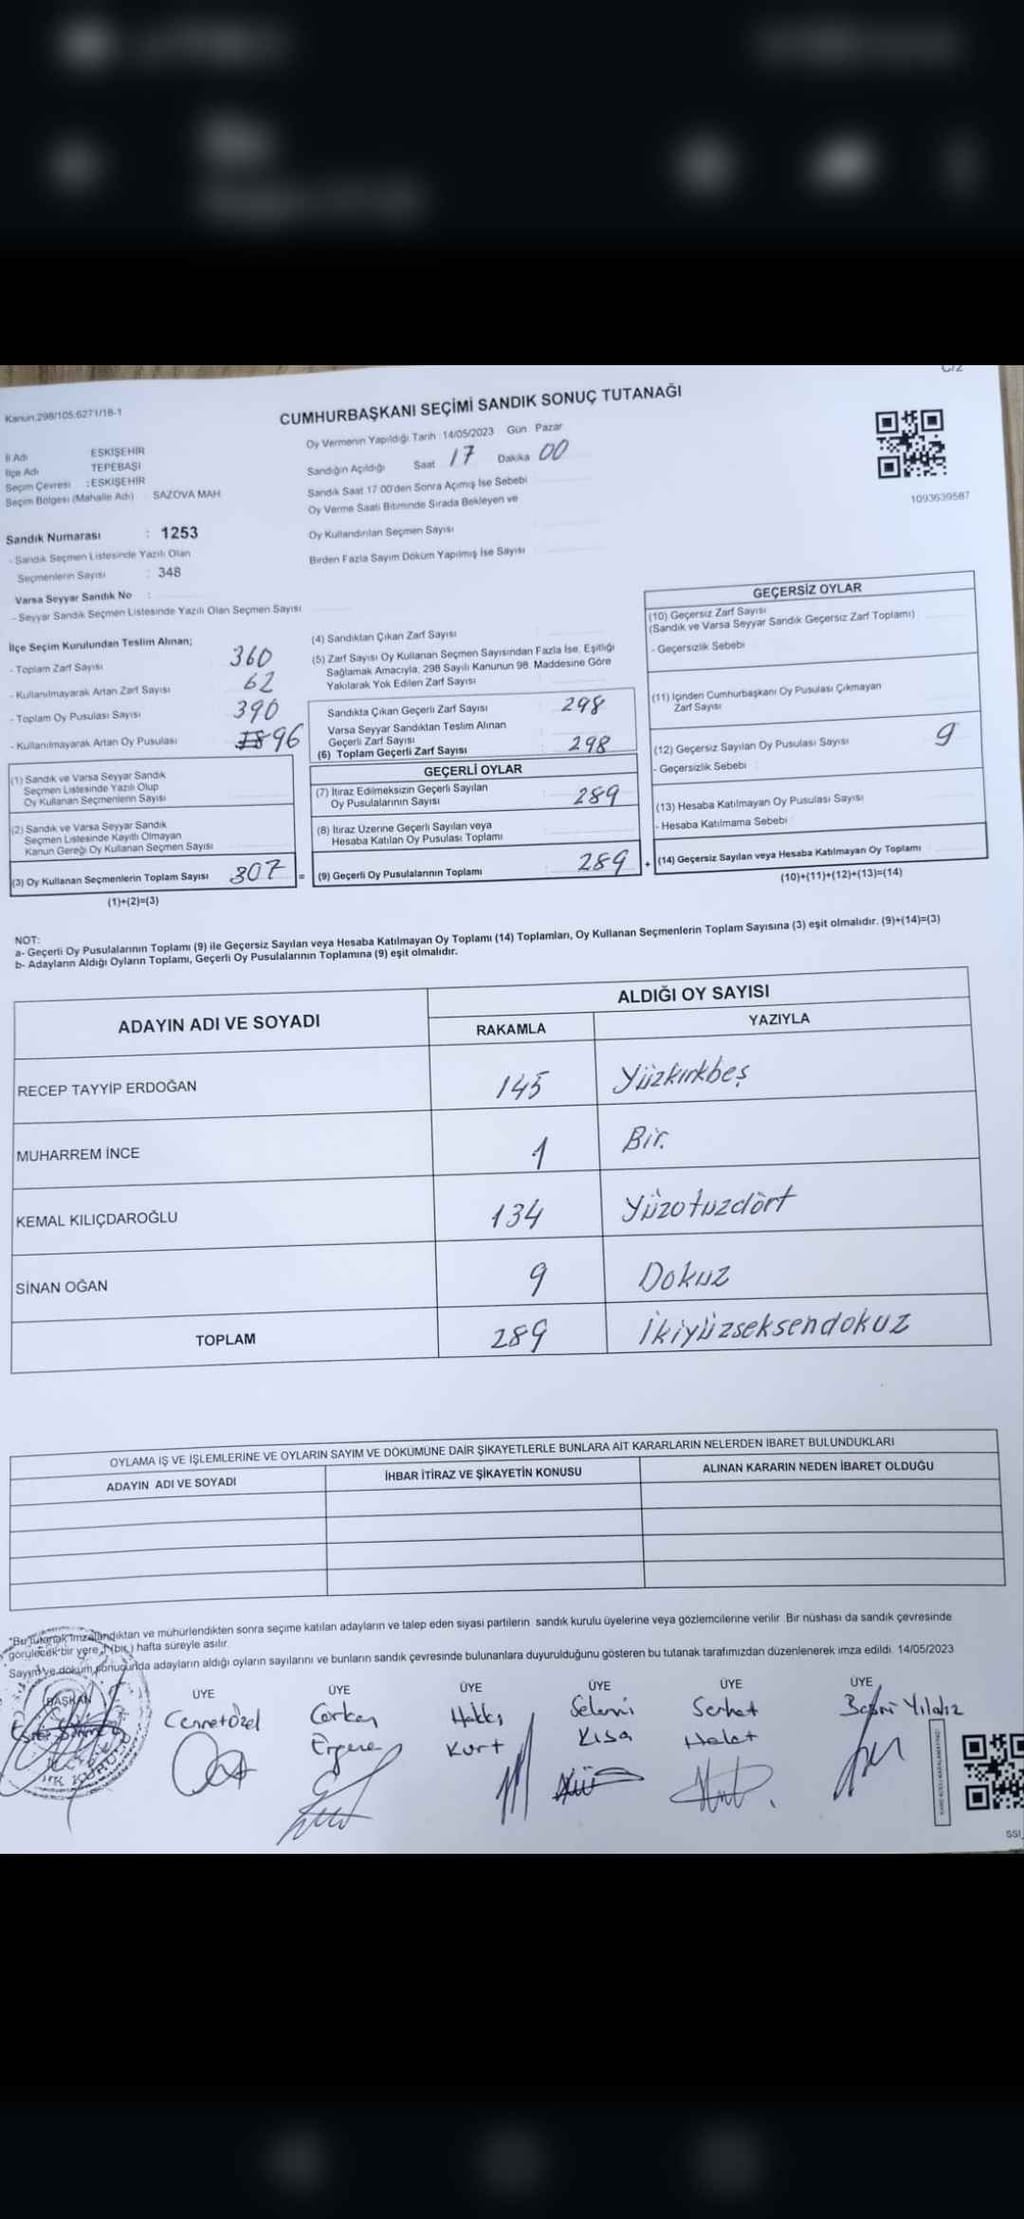 C/2
Kanun.298/105.6271/18-1
CUMHURBAŞKANI SEÇİMİ SANDIK SONUÇ TUTANAĞI
Oy Vermenin Yapıldığı Tarih 14/05/2023 Gün Pazar
İl Adı ESKİŞEHİR
İlçe Adı TEPEBAŞI
Seçim Çevresi : ESKİŞEHİR
Seçim Bölgesi (Mahalle Adı) SAZOVA MAH
Sandığın Açıldığı Saat 17 Dakika 00
Sandık Saat 17 00'den Sonra Açımış İse Sebebi
Oy Verme Saati Bitiminde Sırada Bekleyen ve
Oy Kullandırılan Seçmen Sayısı
Birden Fazla Sayım Döküm Yapılmış İse Sayısı
1093639587
Sandık Numarası : 1253
- Sandık Seçmen Listesinde Yazılı Olan
Seçmenlerin Sayısı : 348
Varsa Seyyar Sandık No :
- Seyyar Sandık Seçmen Listesinde Yazılı Olan Seçmen Sayısı
İlçe Seçim Kurulundan Teslim Alınan;
- Toplam Zarf Sayısı 360
- Kullanılmayarak Artan Zarf Sayısı 62
- Toplam Oy Pusulası Sayısı 390
- Kullanılmayarak Artan Oy Pusulası 96
(1) Sandık ve Varsa Seyyar Sandık
Seçmen Listesinde Yazılı Olup
Oy Kullanan Seçmenlerin Sayısı
(2) Sandık ve Varsa Seyyar Sandık
Seçmen Listesinde Kayıtlı Olmayan
Kanun Gereği Oy Kullanan Seçmen Sayısı
(3) Oy Kullanan Seçmenlerin Toplam Sayısı 307 =
(1)+(2)=(3)
(4) Sandıktan Çıkan Zarf Sayısı
(5) Zarf Sayısı Oy Kullanan Seçmen Sayısından Fazla İse, Eşitliği
Sağlamak Amacıyla, 298 Sayılı Kanunun 98. Maddesine Göre
Yakılarak Yok Edilen Zarf Sayısı
Sandıkta Çıkan Geçerli Zarf Sayısı 298
Varsa Seyyar Sandıktan Teslim Alınan
Geçerli Zarf Sayısı
(6) Toplam Geçerli Zarf Sayısı 298
GEÇERLİ OYLAR
(7) İtiraz Edilmeksizin Geçerli Sayılan
Oy Pusulalarının Sayısı 289
(8) İtiraz Üzerine Geçerli Sayılan veya
Hesaba Katılan Oy Pusulası Toplamı
(9) Geçerli Oy Pusulalarının Toplamı 289 +
GEÇERSİZ OYLAR
(10) Geçersiz Zarf Sayısı
(Sandık ve Varsa Seyyar Sandık Geçersiz Zarf Toplamı)
- Geçersizlik Sebebi
(11) İçinden Cumhurbaşkanı Oy Pusulası Çıkmayan
Zarf Sayısı
(12) Geçersiz Sayılan Oy Pusulası Sayısı 9
- Geçersizlik Sebebi
(13) Hesaba Katılmayan Oy Pusulası Sayısı
- Hesaba Katılmama Sebebi
(14) Geçersiz Sayılan veya Hesaba Katılmayan Oy Toplamı
(10)+(11)+(12)+(13)=(14)
NOT:
a- Geçerli Oy Pusulalarının Toplamı (9) ile Geçersiz Sayılan veya Hesaba Katılmayan Oy Toplamı (14) Toplamları, Oy Kullanan Seçmenlerin Toplam Sayısına (3) eşit olmalıdır. (9)+(14)=(3)
b- Adayların Aldığı Oyların Toplamı, Geçerli Oy Pusulalarının Toplamına (9) eşit olmalıdır.
ADAYIN ADI VE SOYADI
ALDIĞI OY SAYISI
RAKAMLA YAZIYLA
RECEP TAYYİP ERDOĞAN 145 Yüzkırkbeş
MUHARREM İNCE 1 Bir.
KEMAL KILIÇDAROĞLU 134 Yüzotuzdört
SİNAN OĞAN 9 Dokuz
TOPLAM 289 İkiyüzseksendokuz
OYLAMA İŞ VE İŞLEMLERİNE VE OYLARIN SAYIM VE DÖKÜMÜNE DAİR ŞİKAYETLERLE BUNLARA AİT KARARLARIN NELERDEN İBARET BULUNDUKLARI
ADAYIN ADI VE SOYADI İHBAR İTİRAZ VE ŞİKAYETİN KONUSU ALINAN KARARIN NEDEN İBARET OLDUĞU
"Bu tutanak imzalandıktan ve mühürlendikten sonra seçime katılan adayların ve talep eden siyasi partilerin sandık kurulu üyelerine veya gözlemcilerine verilir. Bir nüshası da sandık çevresinde
görülecek bir yere 1 (bir) hafta süreyle asılır.
Sayım ve döküm sonucunda adayların aldığı oyların sayılarını ve bunların sandık çevresinde bulunanlara duyurulduğunu gösteren bu tutanak tarafımızdan düzenlenerek imza edildi. 14/05/2023
BAŞKAN ÜYE ÜYE ÜYE ÜYE ÜYE ÜYE
Cennet Özel
Hakkı Kurt
Selami Kısa
Serhat
Yıldız
SSI